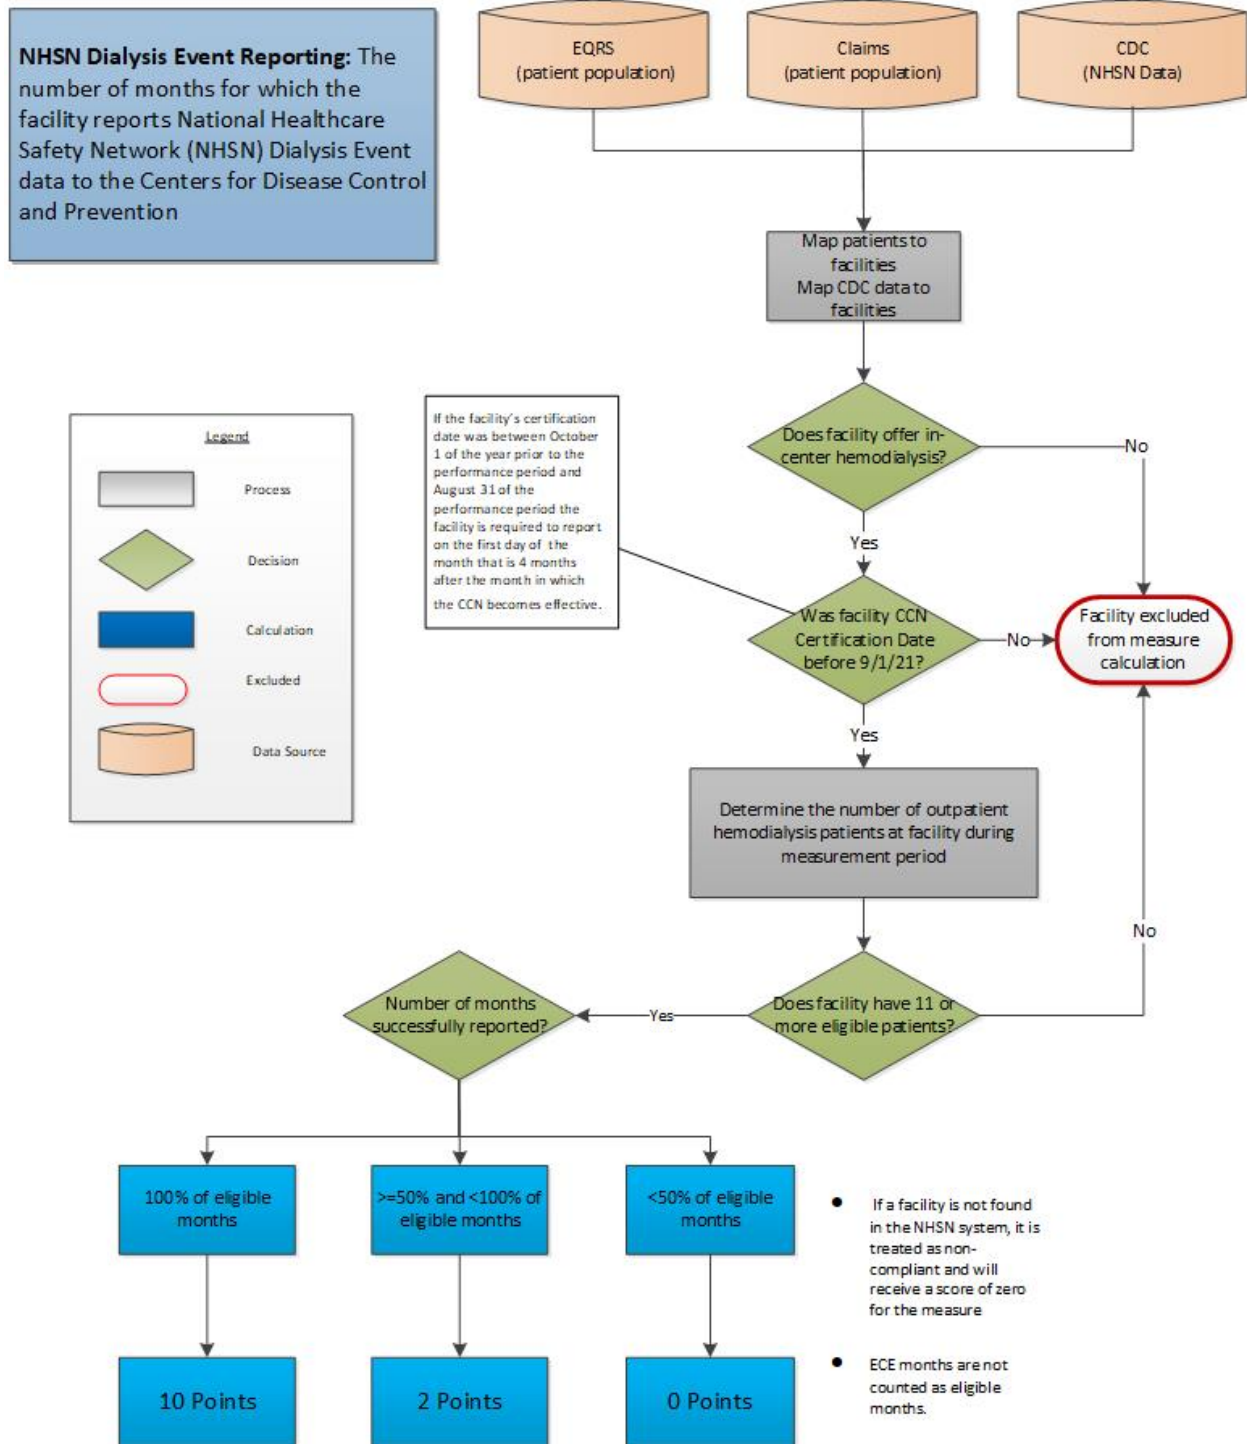 NHSN Dialysis Event Reporting: The
number of months for which the
facility reports National Healthcare
Safety Network (NHSN) Dialysis Event
data to the Centers for Disease Control
and Prevention
EQRS
(patient population)
Claims
(patient population)
CDC
(NHSN Data)
Map patients to
facilities
Map CDC data to
facilities
Does facility offer in-
center hemodialysis?
No
Yes
If the facility's certification
date was between October
1 of the year prior to the
performance period and
August 31 of the
performance period the
facility is required to report
on the first day of the
month that is 4 months
after the month in which
the CCN becomes effective.
Legend
Process
Decision
Calculation
Excluded
Data Source
Was facility CCN
Certification Date
before 9/1/21?
No
Facility excluded
from measure
calculation
Yes
Determine the number of outpatient
hemodialysis patients at facility during
measurement period
No
Does facility have 11 or
more eligible patients?
Yes
Number of months
successfully reported?
100% of eligible
months
>=50% and <100% of
eligible months
<50% of eligible
months
10 Points
2 Points
0 Points
● If a facility is not found
in the NHSN system, it is
treated as non-
compliant and will
receive a score of zero
for the measure
● ECE months are not
counted as eligible
months.